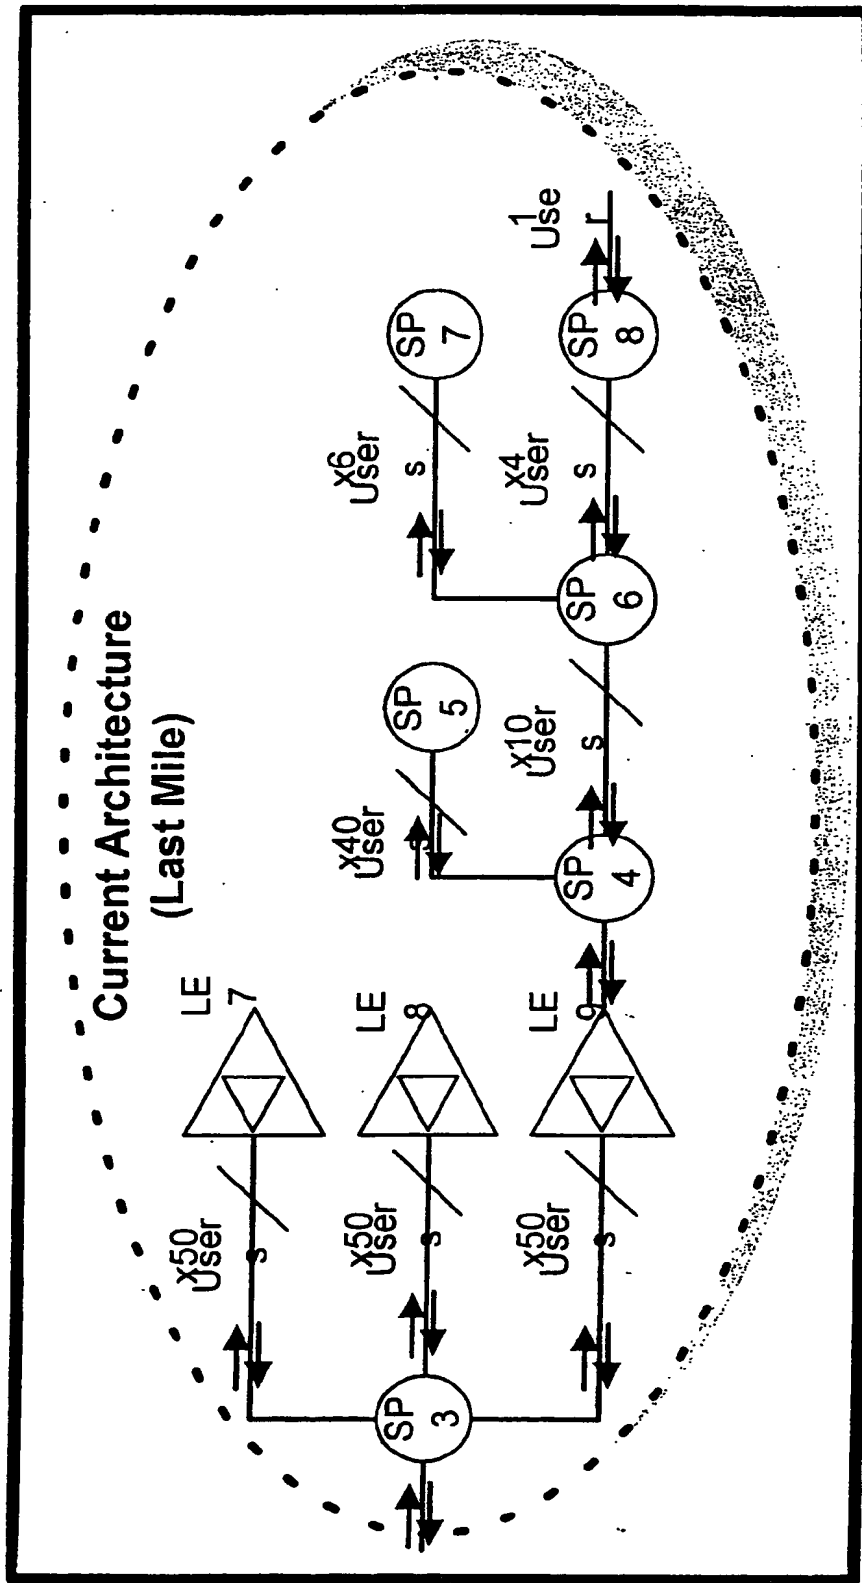 Current Architecture
(Last Mile)
LE
7
LE
8
LE
9
x50
User
s
x50
User
s
x50
User
s
SP
3
SP
4
x40
User
s
SP
5
x10
User
s
SP
6
x6
User
s
SP
7
x4
User
s
SP
8
1
Use
r